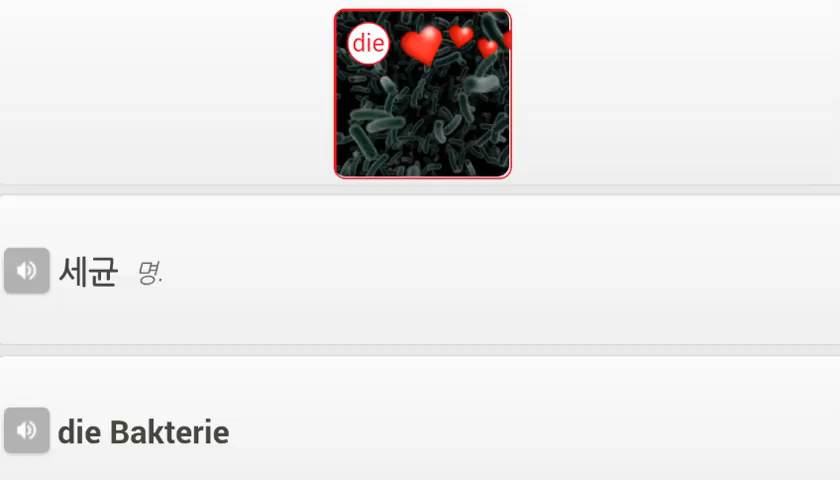 die
세균 명.
die Bakterie